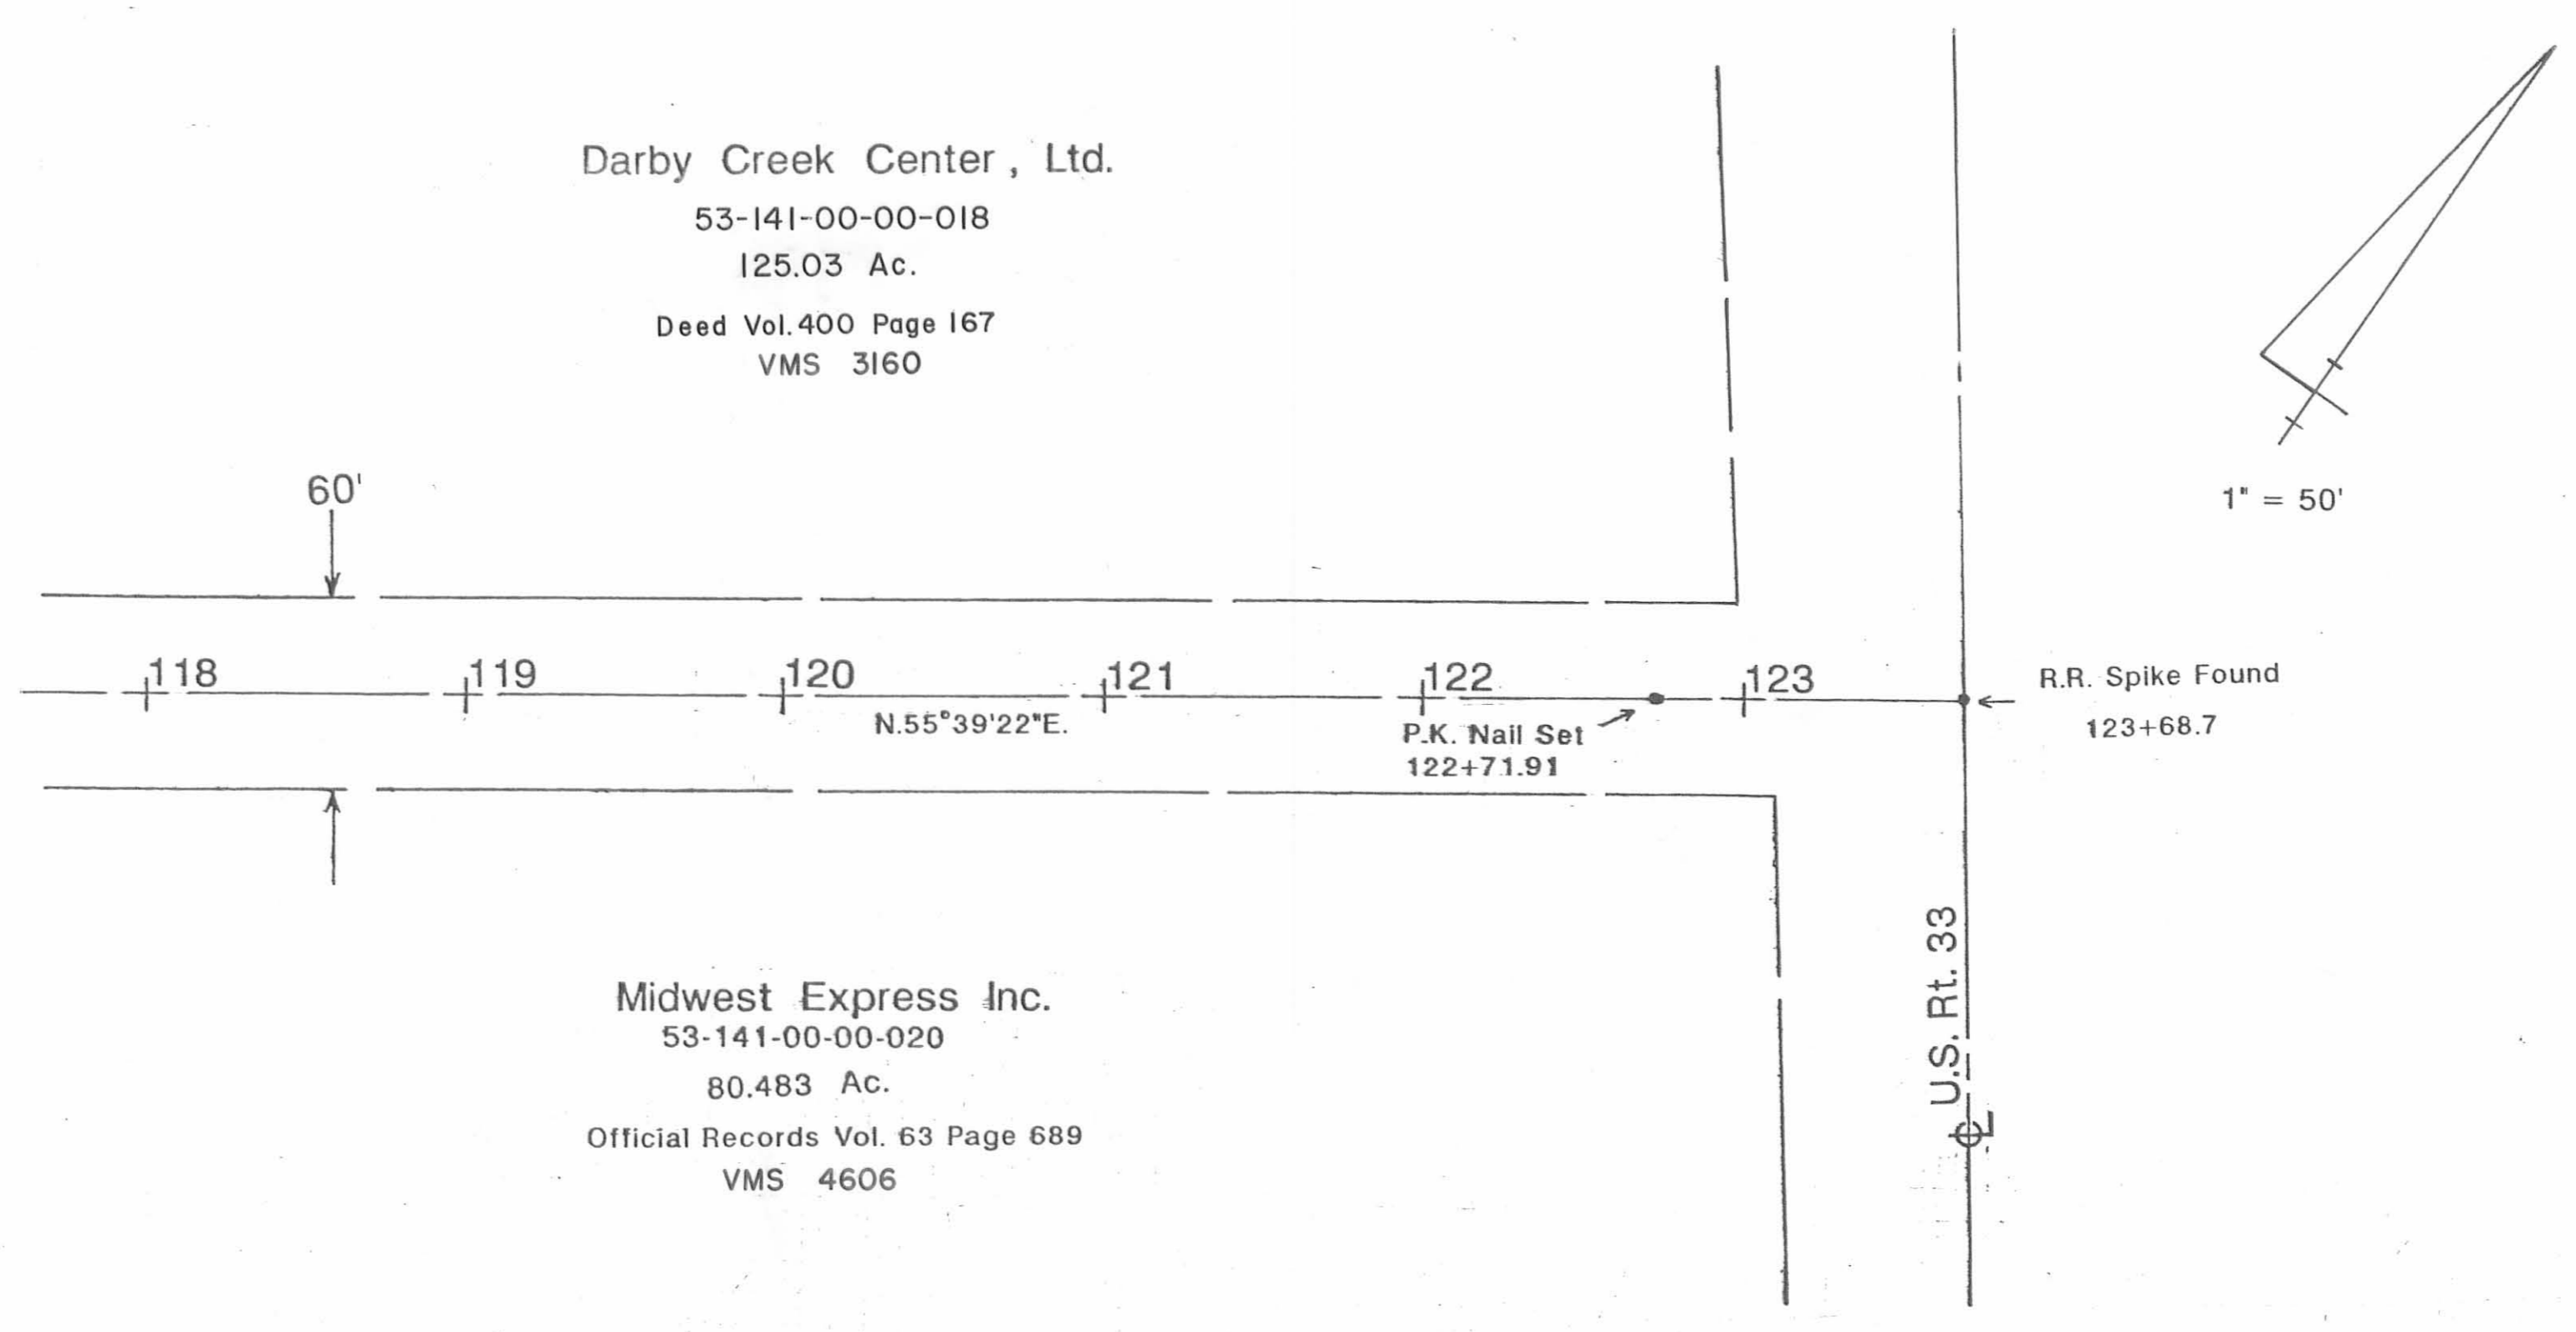 Darby Creek Center, Ltd.
53-141-00-00-018
125.03 Ac.
Deed Vol. 400 Page 167
VMS 3160
1" = 50'
60'
118
119
120
121
122
123
N.55°39'22"E.
P.K. Nail Set
122+71.91
R.R. Spike Found
123+68.7
Midwest Express Inc.
53-141-00-00-020
80.483 Ac.
Official Records Vol. 63 Page 689
VMS 4606
U.S. Rt. 33
℄